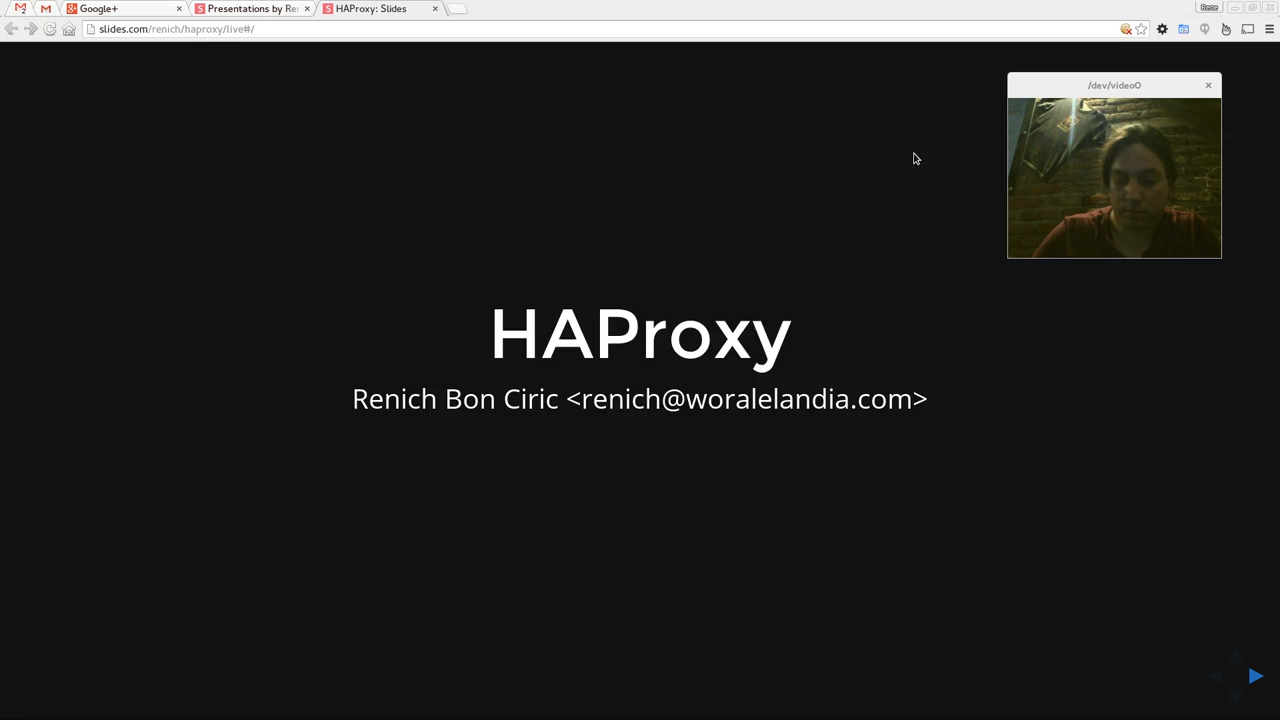 Google+
Presentations by Re
HAProxy: Slides
Rene
slides.com/renich/haproxy/live#/
/dev/video0
HAProxy
Renich Bon Ciric <renich@woralelandia.com>